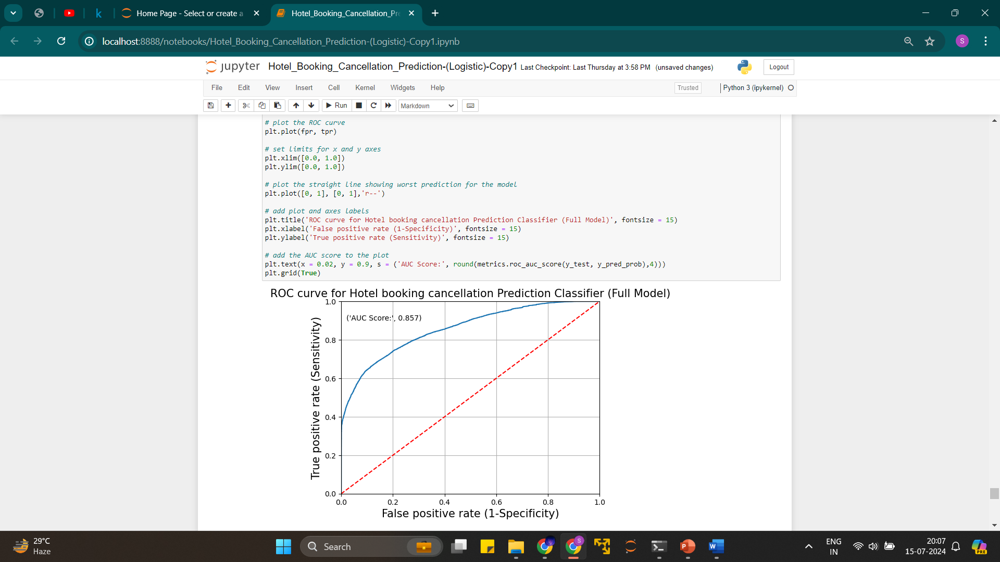 Home Page - Select or create a
Hotel_Booking_Cancellation_Pre
localhost:8888/notebooks/Hotel_Booking_Cancellation_Prediction-(Logistic)-Copy1.ipynb
S
jupyter Hotel_Booking_Cancellation_Prediction-(Logistic)-Copy1 Last Checkpoint: Last Thursday at 3:58 PM (unsaved changes)
Logout
File Edit View Insert Cell Kernel Widgets Help
Trusted
Python 3 (ipykernel)
Run
Markdown
# plot the ROC curve
plt.plot(fpr, tpr)
# set limits for x and y axes
plt.xlim([0.0, 1.0])
plt.ylim([0.0, 1.0])
# plot the straight line showing worst prediction for the model
plt.plot([0, 1], [0, 1],'r--')
# add plot and axes labels
plt.title('ROC curve for Hotel booking cancellation Prediction Classifier (Full Model)', fontsize = 15)
plt.xlabel('False positive rate (1-Specificity)', fontsize = 15)
plt.ylabel('True positive rate (Sensitivity)', fontsize = 15)
# add the AUC score to the plot
plt.text(x = 0.02, y = 0.9, s = ('AUC Score:', round(metrics.roc_auc_score(y_test, y_pred_prob),4)))
plt.grid(True)
ROC curve for Hotel booking cancellation Prediction Classifier (Full Model)
1.0
('AUC Score:', 0.857)
0.8
0.6
0.4
0.2
0.0
True positive rate (Sensitivity)
0.0 0.2 0.4 0.6 0.8 1.0
False positive rate (1-Specificity)
29°C
Haze
Search
S
P
W
ENG
IN
20:07
15-07-2024
PRE